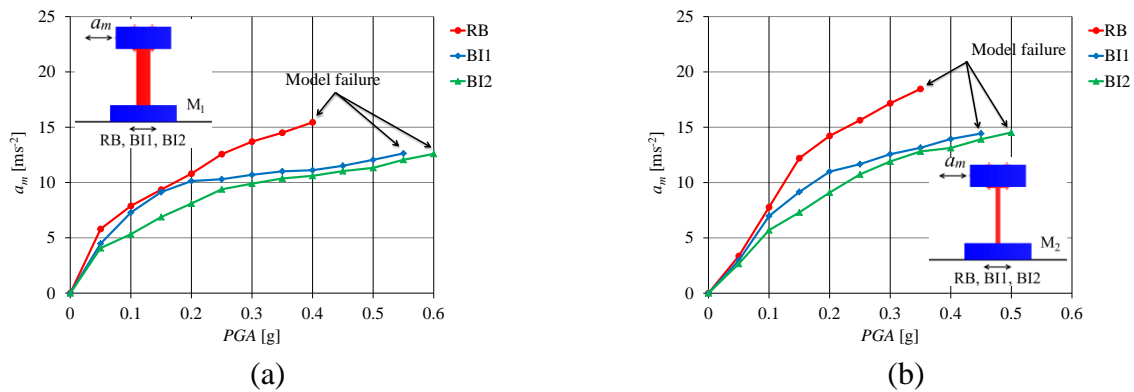 25
20
15
10
5
0
a_m [ms⁻²]
a_m
M₁
RB, BI1, BI2
Model failure
RB
BI1
BI2
0 0.1 0.2 0.3 0.4 0.5 0.6
PGA [g]
(a)
25
20
15
10
5
0
a_m [ms⁻²]
Model failure
RB
BI1
BI2
a_m
M₂
RB, BI1, BI2
0 0.1 0.2 0.3 0.4 0.5 0.6
PGA [g]
(b)